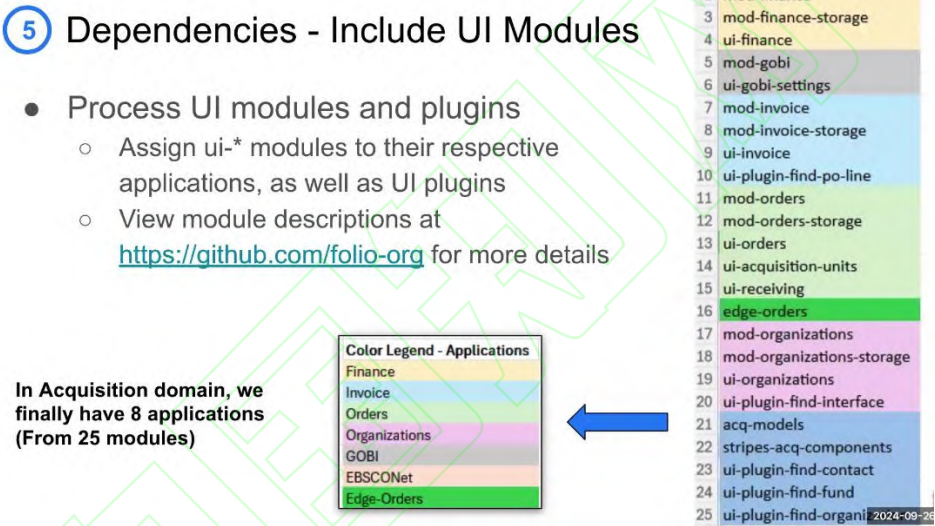 5 Dependencies - Include UI Modules
● Process UI modules and plugins
○ Assign ui-* modules to their respective
applications, as well as UI plugins
○ View module descriptions at
https://github.com/folio-org for more details
In Acquisition domain, we
finally have 8 applications
(From 25 modules)
Color Legend - Applications
Finance
Invoice
Orders
Organizations
GOBI
EBSCONet
Edge-Orders
3 mod-finance-storage
4 ui-finance
5 mod-gobi
6 ui-gobi-settings
7 mod-invoice
8 mod-invoice-storage
9 ui-invoice
10 ui-plugin-find-po-line
11 mod-orders
12 mod-orders-storage
13 ui-orders
14 ui-acquisition-units
15 ui-receiving
16 edge-orders
17 mod-organizations
18 mod-organizations-storage
19 ui-organizations
20 ui-plugin-find-interface
21 acq-models
22 stripes-acq-components
23 ui-plugin-find-contact
24 ui-plugin-find-fund
25 ui-plugin-find-organiz
2024-09-26